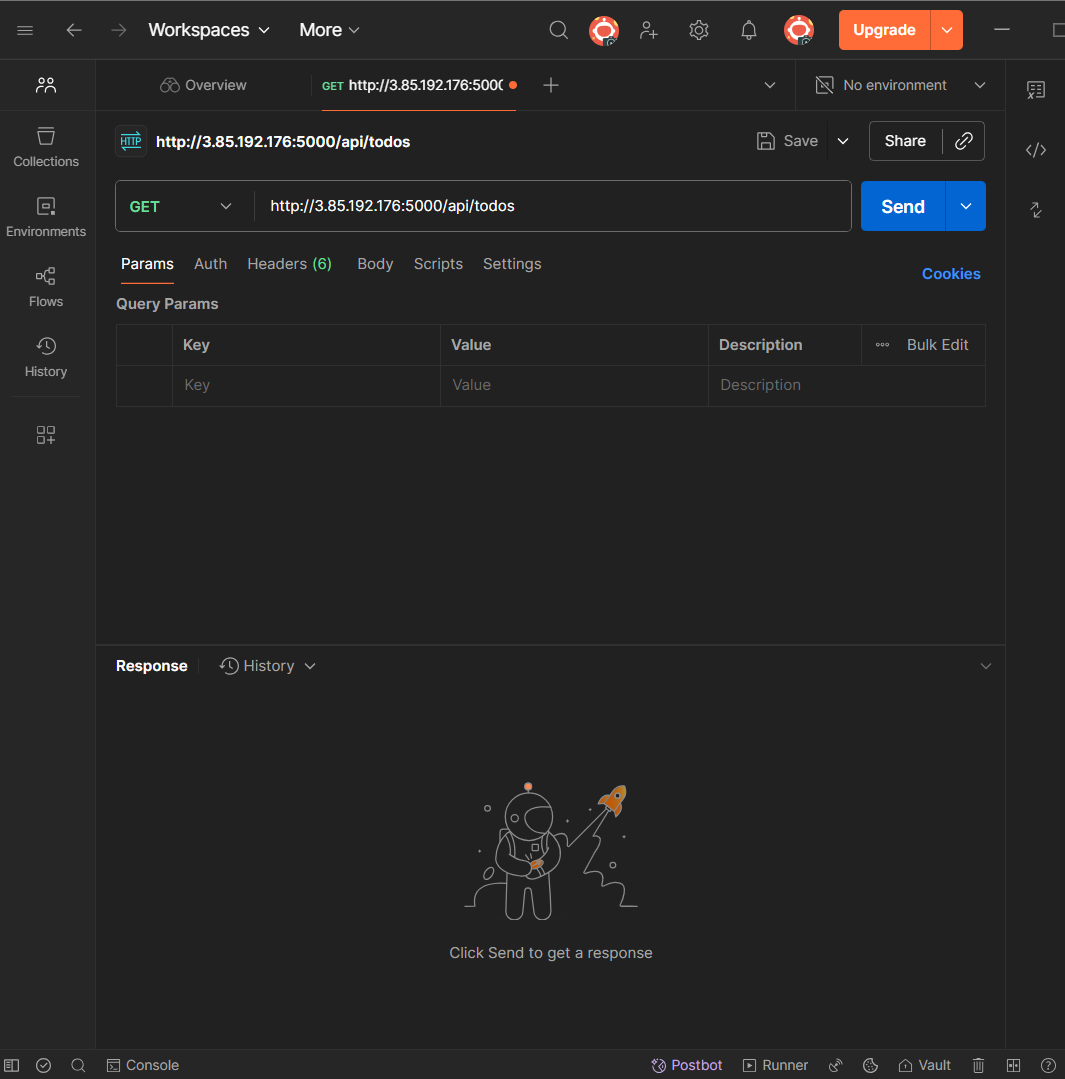 Workspaces More Upgrade
Overview GET http://3.85.192.176:5000 No environment
HTTP http://3.85.192.176:5000/api/todos Save Share
Collections
GET http://3.85.192.176:5000/api/todos Send
Environments
Params Auth Headers (6) Body Scripts Settings Cookies
Flows
Query Params
Key Value Description Bulk Edit
History
Key Value Description
Response History
Click Send to get a response
Console Postbot Runner Vault